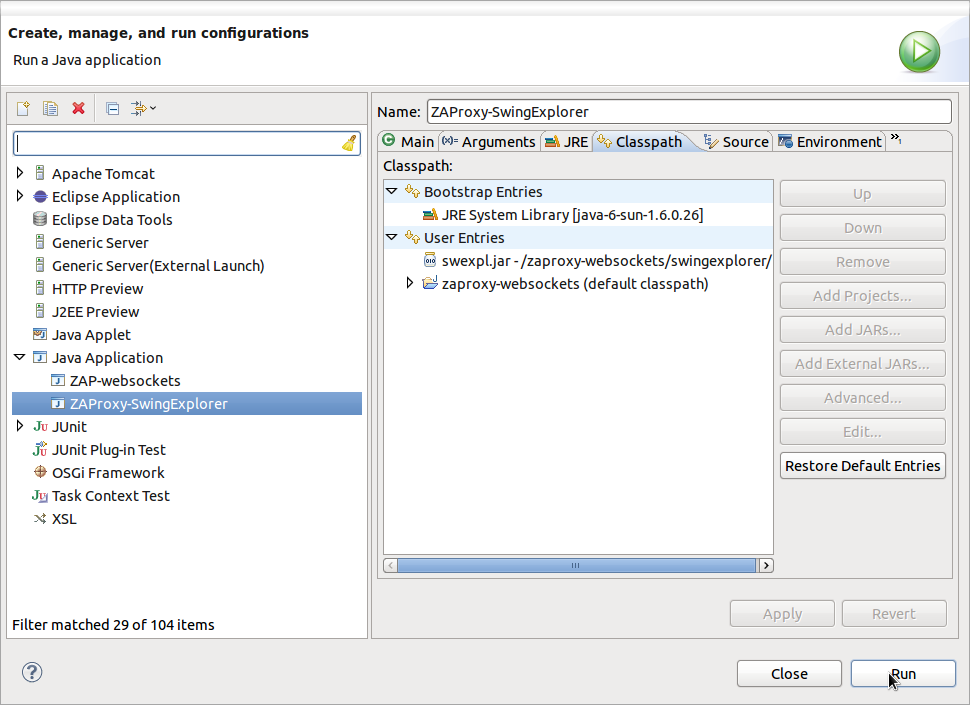 Create, manage, and run configurations
Run a Java application
Name: ZAProxy-SwingExplorer
Main (x)= Arguments JRE Classpath Source Environment »1
Classpath:
Apache Tomcat
Eclipse Application
Eclipse Data Tools
Generic Server
Generic Server(External Launch)
HTTP Preview
J2EE Preview
Java Applet
Java Application
ZAP-websockets
ZAProxy-SwingExplorer
JUnit
JUnit Plug-in Test
OSGi Framework
Task Context Test
XSL
Filter matched 29 of 104 items
Bootstrap Entries
JRE System Library [java-6-sun-1.6.0.26]
User Entries
swexpl.jar - /zaproxy-websockets/swingexplorer/
zaproxy-websockets (default classpath)
Up
Down
Remove
Add Projects...
Add JARs...
Add External JARs...
Advanced...
Edit...
Restore Default Entries
Apply Revert
? Close Run